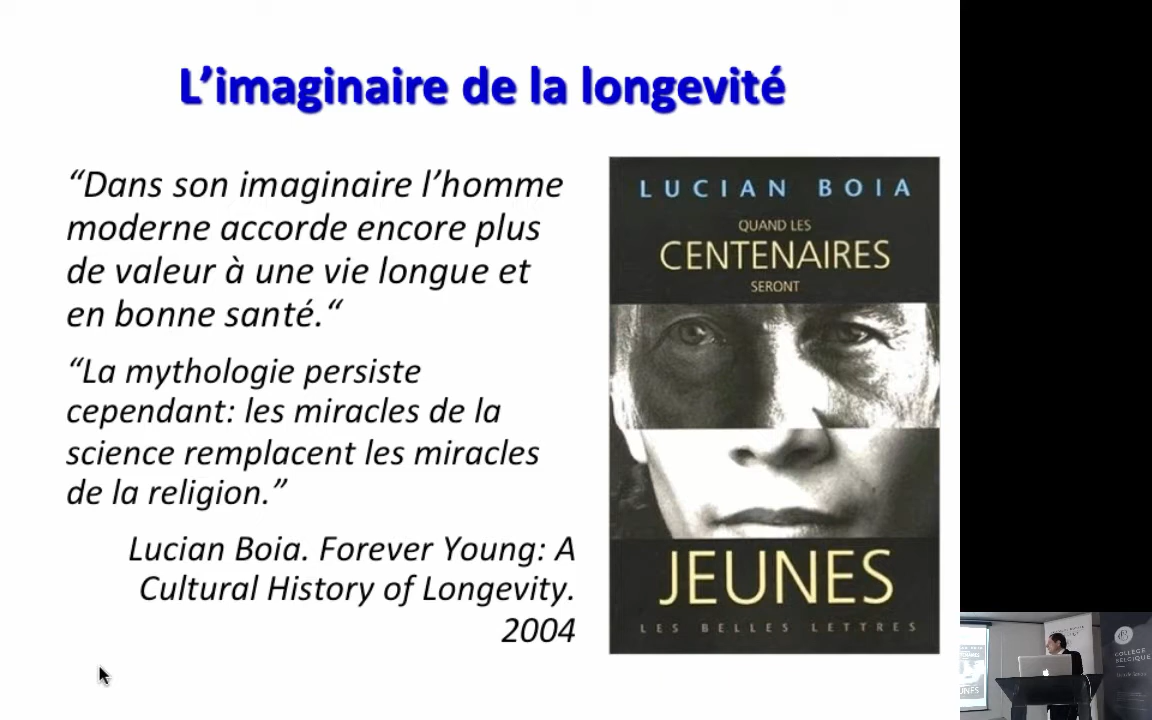 L'imaginaire de la longevité
“Dans son imaginaire l'homme
moderne accorde encore plus
de valeur à une vie longue et
en bonne santé.“
“La mythologie persiste
cependant: les miracles de la
science remplacent les miracles
de la religion.”
Lucian Boia. Forever Young: A
Cultural History of Longevity.
2004
LUCIAN BOIA
QUAND LES
CENTENAIRES
SERONT
JEUNES
LES BELLES LETTRES
COLLÈGE
BELGIQUE